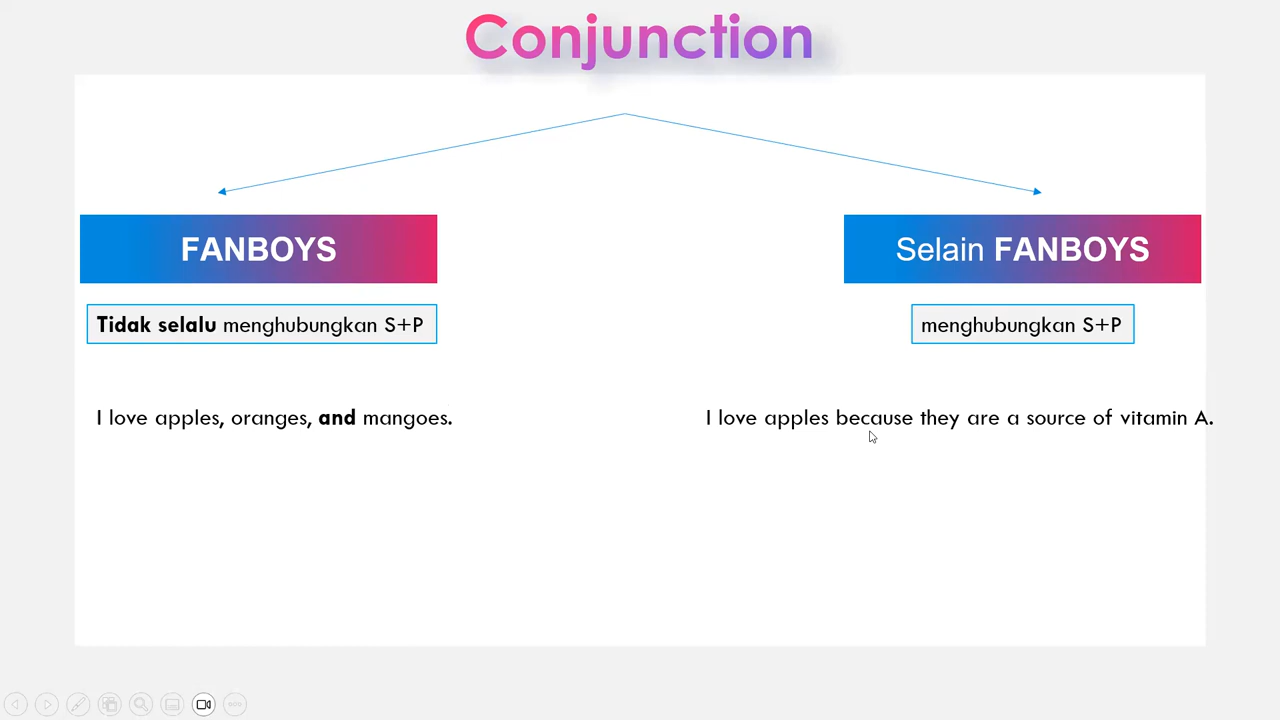 Conjunction
FANBOYS
Selain FANBOYS
Tidak selalu menghubungkan S+P
menghubungkan S+P
I love apples, oranges, and mangoes.
I love apples because they are a source of vitamin A.